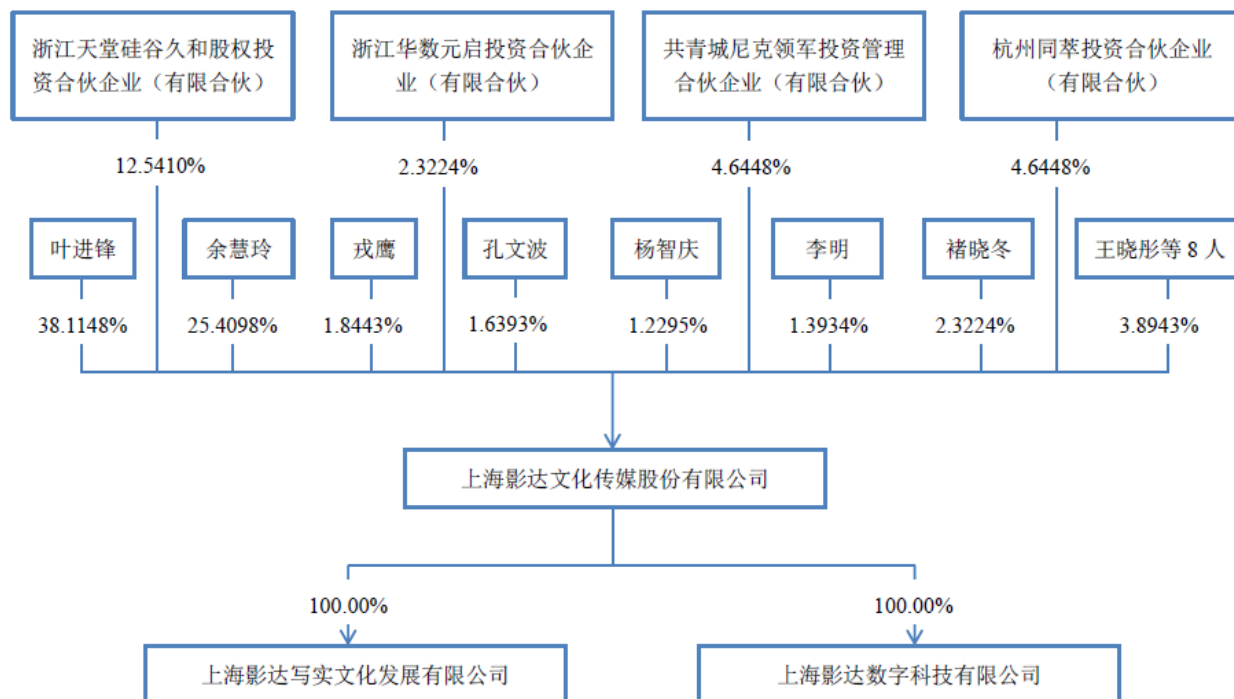 浙江天堂硅谷久和股权投
资合伙企业（有限合伙）
浙江华数元启投资合伙企
业（有限合伙）
共青城尼克领军投资管理
合伙企业（有限合伙）
杭州同萃投资合伙企业
（有限合伙）
12.5410%
2.3224%
4.6448%
4.6448%
叶进锋
余慧玲
戎鹰
孔文波
杨智庆
李明
褚晓冬
王晓彤等 8 人
38.1148%
25.4098%
1.8443%
1.6393%
1.2295%
1.3934%
2.3224%
3.8943%
上海影达文化传媒股份有限公司
100.00%
100.00%
上海影达写实文化发展有限公司
上海影达数字科技有限公司